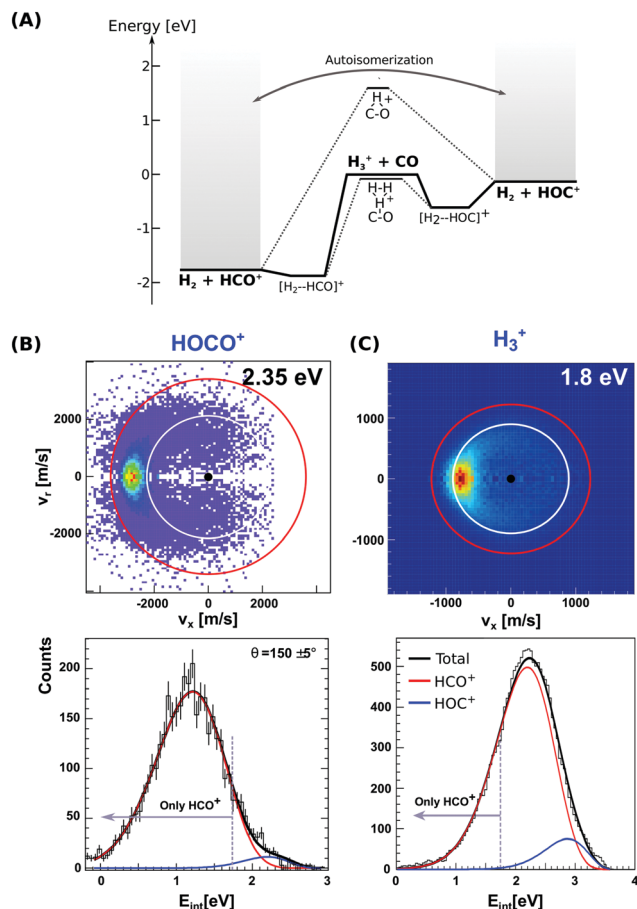 (A)
Energy [eV]
2
1
0
-1
-2
Autoisomerization
H
+
C-O
H₃⁺ + CO
H-H
H
+
C-O
[H₂--HOC]⁺
H₂ + HOC⁺
H₂ + HCO⁺
[H₂--HCO]⁺
(B)
HOCO⁺
2.35 eV
2000
0
-2000
vᵣ [m/s]
-2000
0
2000
vₓ [m/s]
(C)
H₃⁺
1.8 eV
1000
0
-1000
-1000
0
1000
vₓ [m/s]
Counts
200
150
100
50
0
θ=150 ±5°
Only HCO⁺
0
1
2
3
E_int[eV]
500
400
300
200
100
0
Total
HCO⁺
HOC⁺
Only HCO⁺
0
1
2
3
4
E_int[eV]